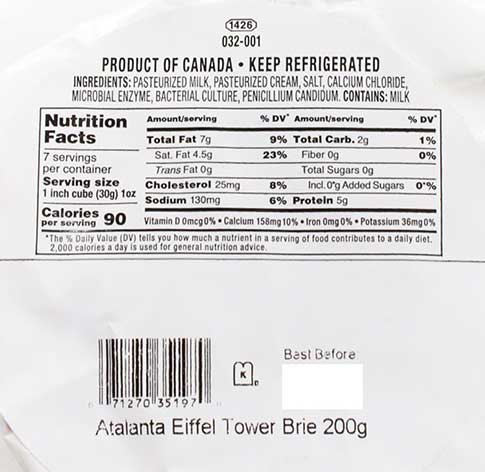 1426
032-001
PRODUCT OF CANADA • KEEP REFRIGERATED
INGREDIENTS: PASTEURIZED MILK, PASTEURIZED CREAM, SALT, CALCIUM CHLORIDE,
MICROBIAL ENZYME, BACTERIAL CULTURE, PENICILLIUM CANDIDUM. CONTAINS: MILK
Nutrition
Facts
7 servings
per container
Serving size
1 inch cube (30g) 1oz
Calories 90
per serving
Amount/serving % DV* Amount/serving % DV*
Total Fat 7g 9% Total Carb. 2g 1%
Sat. Fat 4.5g 23% Fiber 0g 0%
Trans Fat 0g Total Sugars 0g
Cholesterol 25mg 8% Incl.0*g Added Sugars 0*%
Sodium 130mg 6% Protein 5g
Vitamin D 0mcg 0% • Calcium 158mg 10% • Iron 0mg 0% • Potassium 36mg 0%
*The % Daily Value (DV) tells you how much a nutrient in a serving of food contributes to a daily diet.
2,000 calories a day is used for general nutrition advice.
Best Before
K D
71270 35197
Atalanta Eiffel Tower Brie 200g